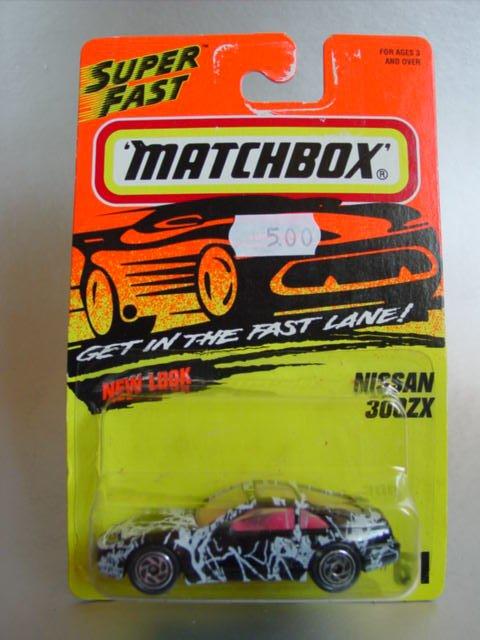 SUPER
FAST
™
FOR AGES 3
AND OVER
'MATCHBOX'®
5.00
GET IN THE FAST LANE!
NEW LOOK
NISSAN
300ZX